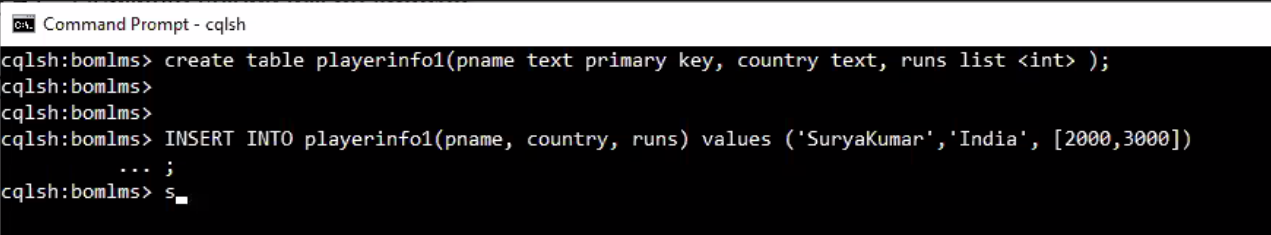 Command Prompt - cqlsh
cqlsh:bomlms> create table playerinfo1(pname text primary key, country text, runs list <int> );
cqlsh:bomlms>
cqlsh:bomlms>
cqlsh:bomlms> INSERT INTO playerinfo1(pname, country, runs) values ('SuryaKumar','India', [2000,3000])
... ;
cqlsh:bomlms> s